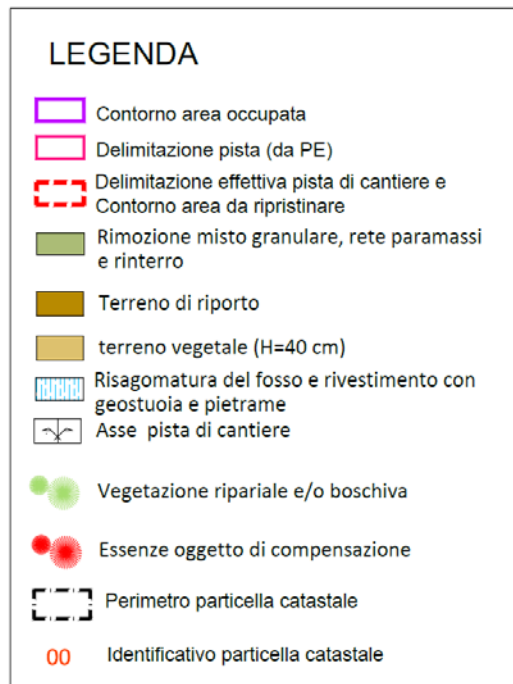 LEGENDA
Contorno area occupata
Delimitazione pista (da PE)
Delimitazione effettiva pista di cantiere e
Contorno area da ripristinare
Rimozione misto granulare, rete paramassi
e rinterro
Terreno di riporto
terreno vegetale (H=40 cm)
Risagomatura del fosso e rivestimento con
geostuoia e pietrame
Asse pista di cantiere
Vegetazione ripariale e/o boschiva
Essenze oggetto di compensazione
Perimetro particella catastale
00 Identificativo particella catastale